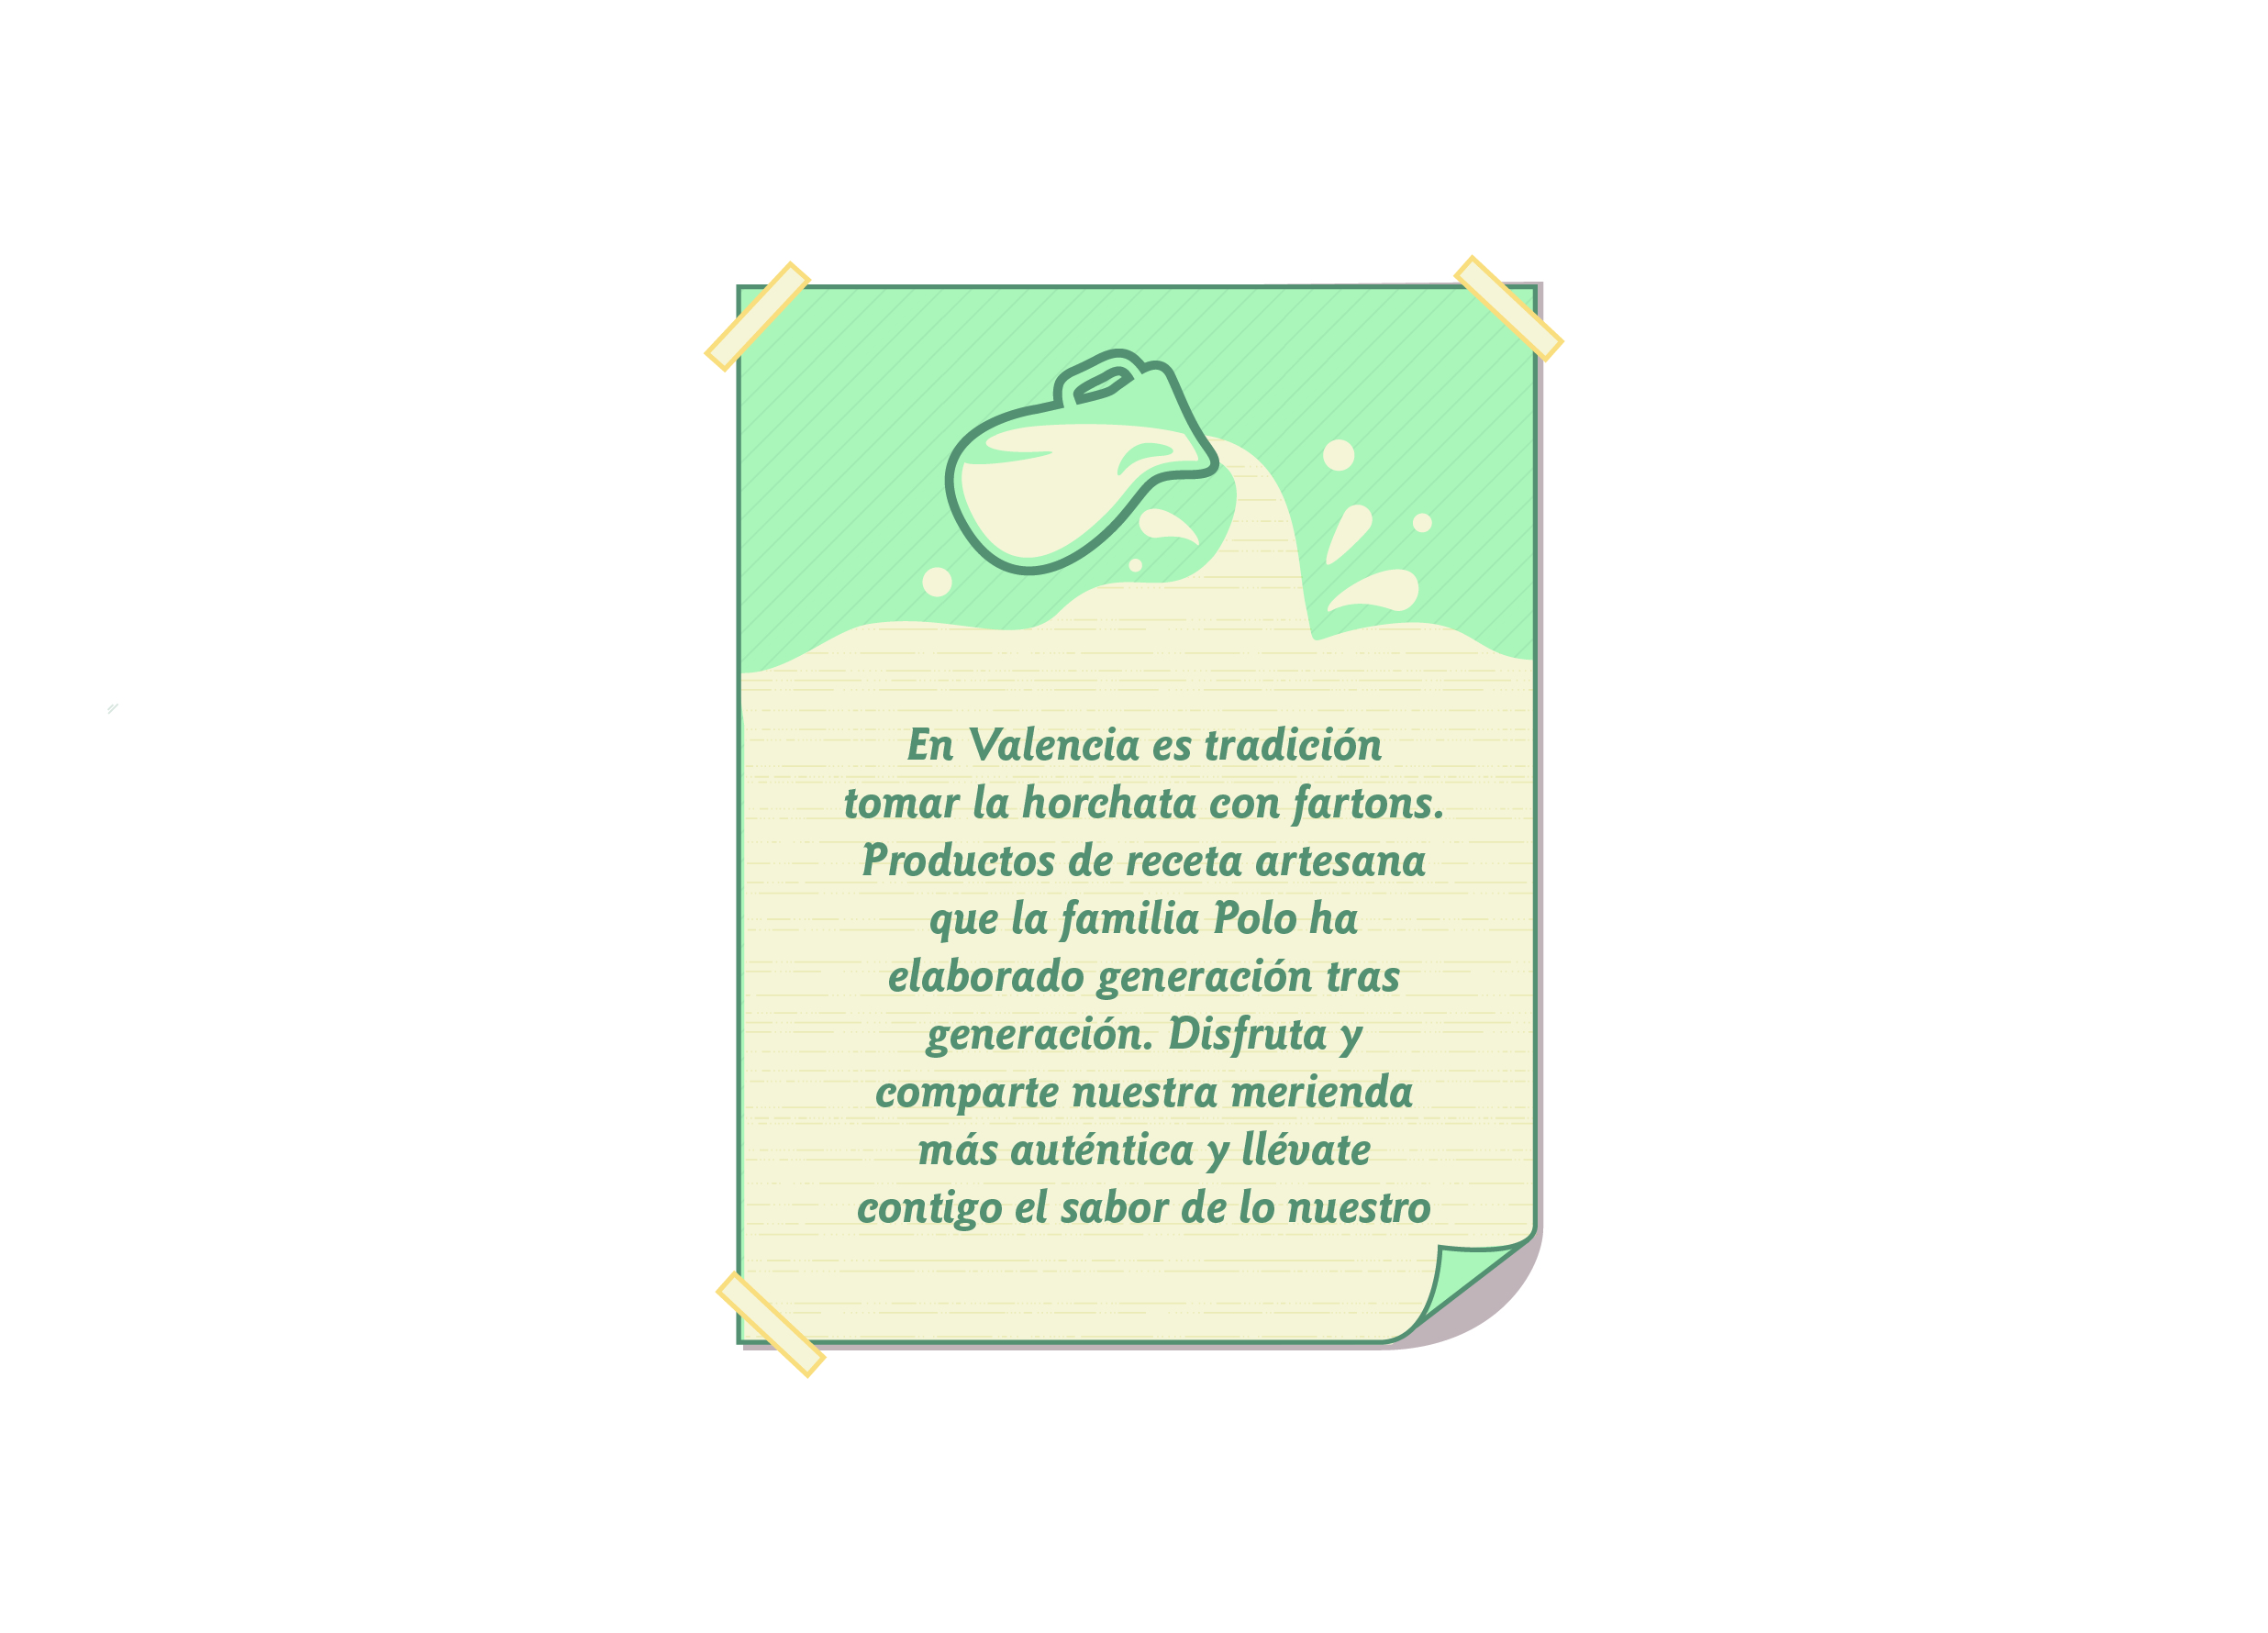 En Valencia es tradición
tomar la horchata con fartons.
Productos de receta artesana
que la familia Polo ha
elaborado generación tras
generación. Disfruta y
comparte nuestra merienda
más auténtica y llévate
contigo el sabor de lo nuestro